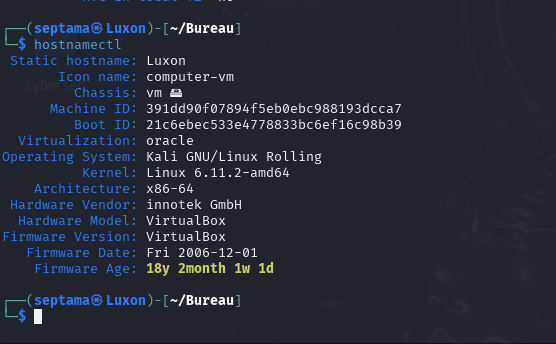 ┌──(septama㉿Luxon)-[~/Bureau]
└─$ hostnamectl
Static hostname: Luxon
Icon name: computer-vm
Chassis: vm 🖴
Machine ID: 391dd90f07894f5eb0ebc988193dcca7
Boot ID: 21c6ebec533e4778833bc6ef16c98b39
Virtualization: oracle
Operating System: Kali GNU/Linux Rolling
Kernel: Linux 6.11.2-amd64
Architecture: x86-64
Hardware Vendor: innotek GmbH
Hardware Model: VirtualBox
Firmware Version: VirtualBox
Firmware Date: Fri 2006-12-01
Firmware Age: 18y 2month 1w 1d
┌──(septama㉿Luxon)-[~/Bureau]
└─$